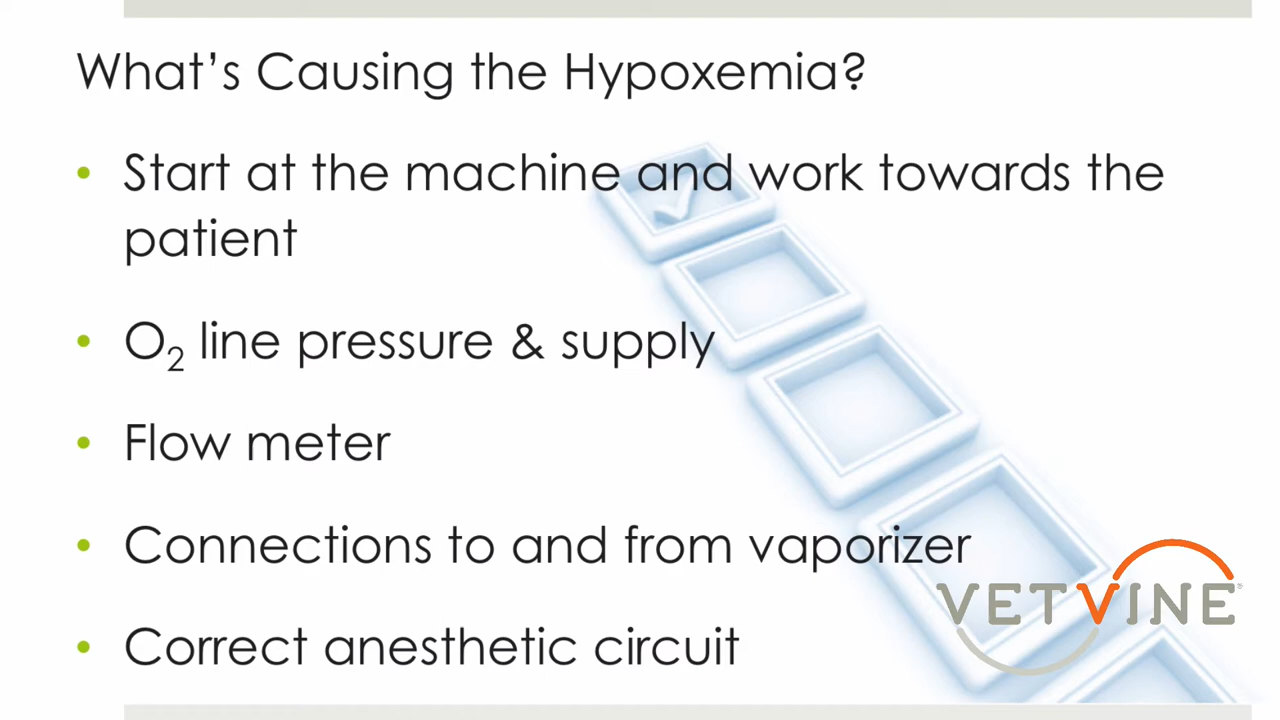 What's Causing the Hypoxemia?
• Start at the machine and work towards the
patient
• O₂ line pressure & supply
• Flow meter
• Connections to and from vaporizer
• Correct anesthetic circuit
VETVINE